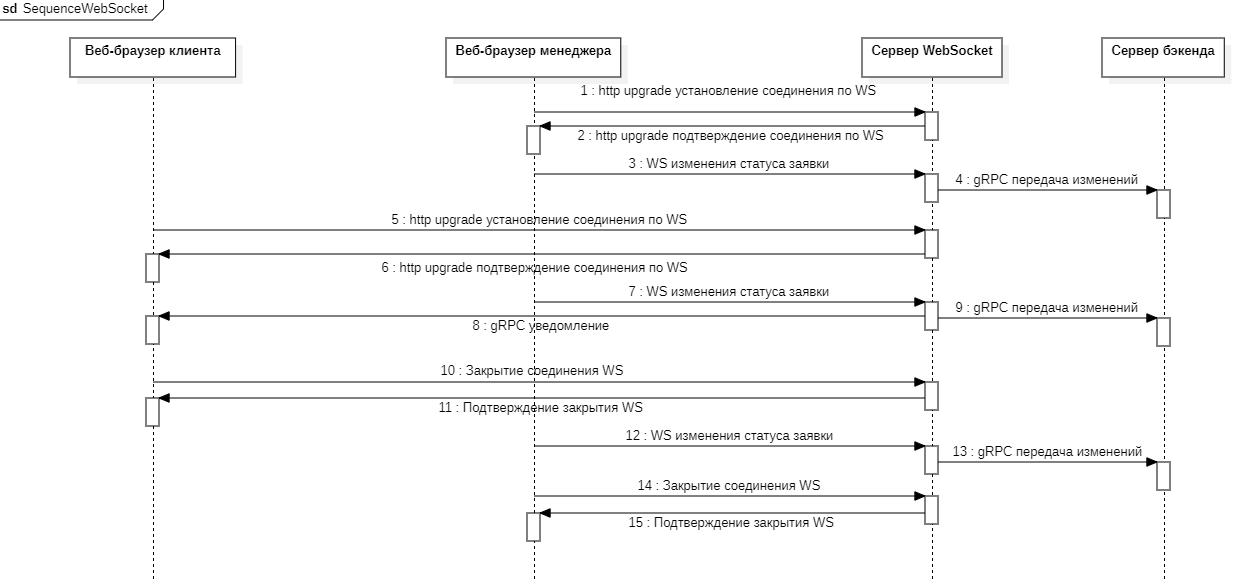 sd SequenceWebSocket
Веб-браузер клиента
Веб-браузер менеджера
Сервер WebSocket
Сервер бэкенда
1 : http upgrade установление соединения по WS
2 : http upgrade подтверждение соединения по WS
3 : WS изменения статуса заявки
4 : gRPC передача изменений
5 : http upgrade установление соединения по WS
6 : http upgrade подтверждение соединения по WS
7 : WS изменения статуса заявки
9 : gRPC передача изменений
8 : gRPC уведомление
10 : Закрытие соединения WS
11 : Подтверждение закрытия WS
12 : WS изменения статуса заявки
13 : gRPC передача изменений
14 : Закрытие соединения WS
15 : Подтверждение закрытия WS